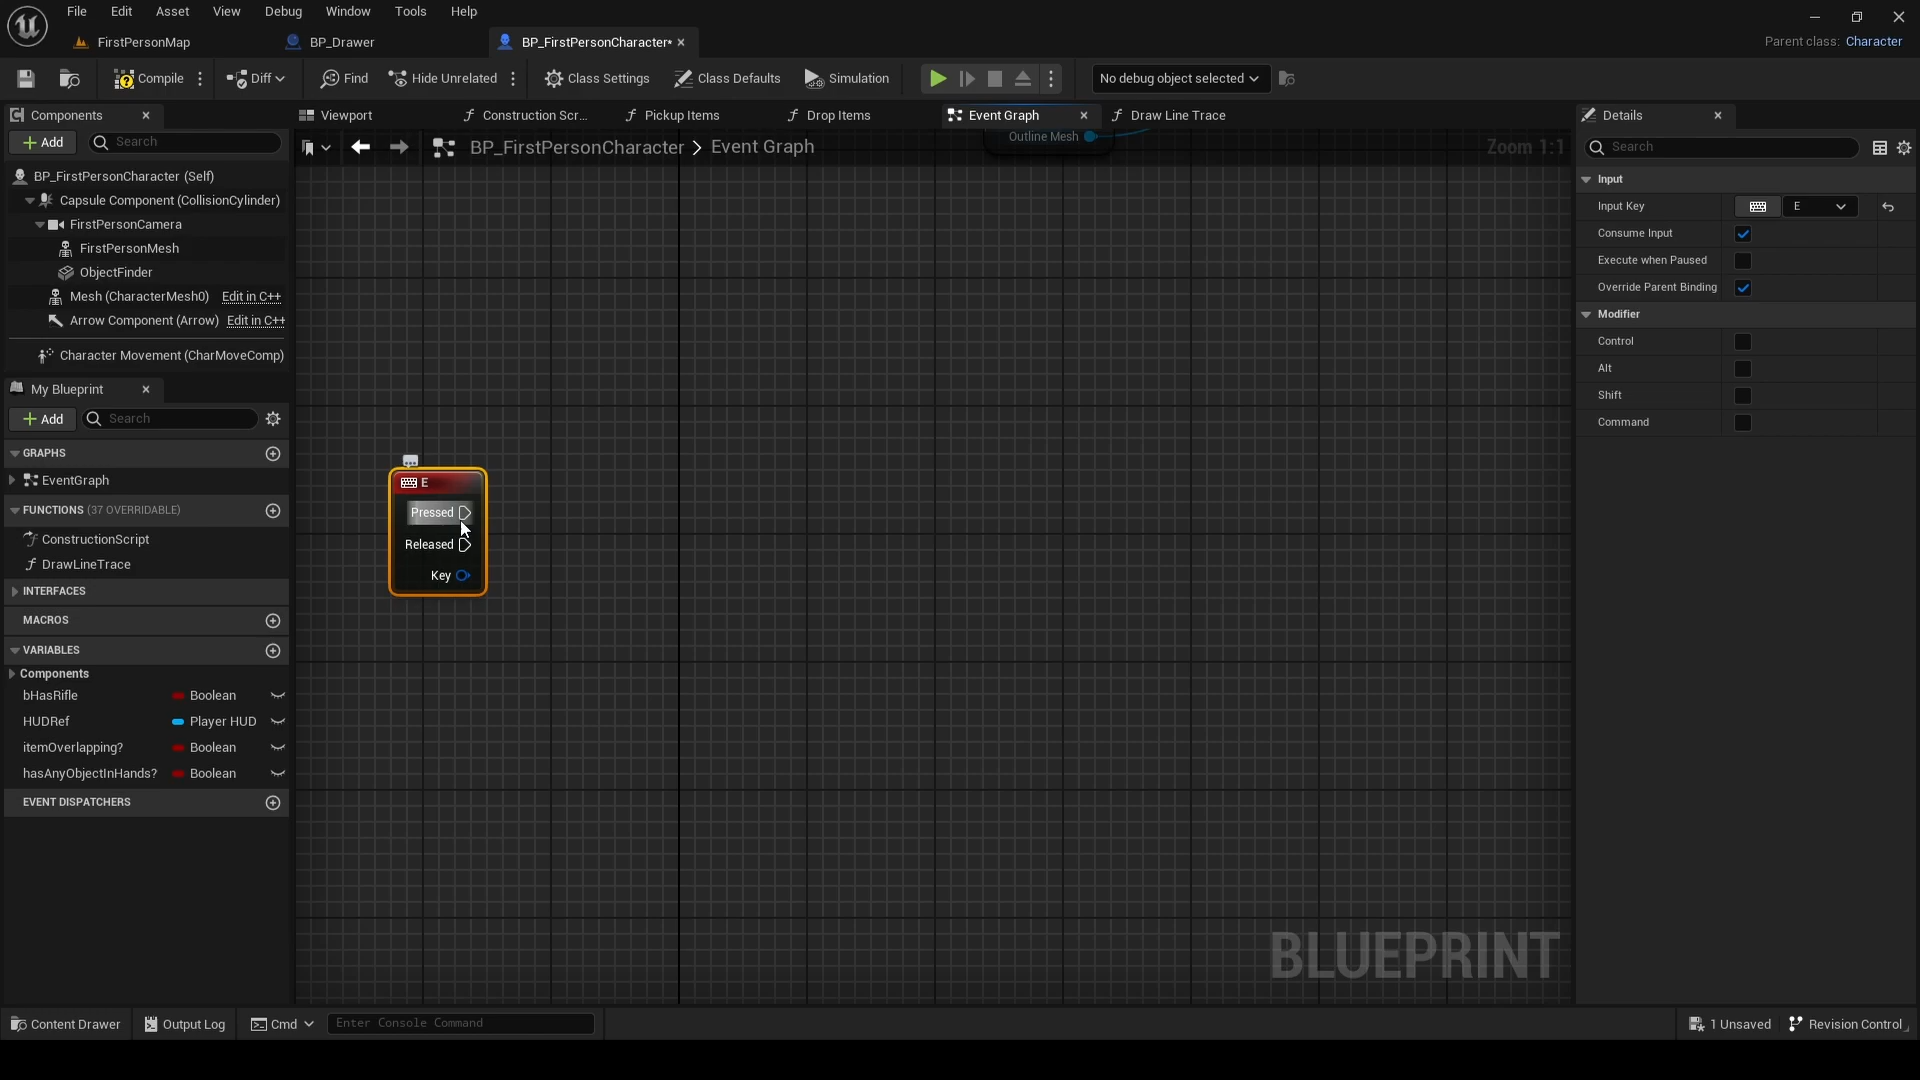 File Edit Asset View Debug Window Tools Help
FirstPersonMap BP_Drawer BP_FirstPersonCharacter*
Parent class: Character
Compile Diff Find Hide Unrelated Class Settings Class Defaults Simulation No debug object selected
Components
Viewport Construction Scr... Pickup Items Drop Items Event Graph Draw Line Trace
Details
Add Search
BP_FirstPersonCharacter > Event Graph
Zoom 1:1
Outline Mesh
Search
BP_FirstPersonCharacter (Self)
Capsule Component (CollisionCylinder)
FirstPersonCamera
FirstPersonMesh
ObjectFinder
Mesh (CharacterMesh0) Edit in C++
Arrow Component (Arrow) Edit in C++
Character Movement (CharMoveComp)
My Blueprint
Add Search
GRAPHS
EventGraph
FUNCTIONS (37 OVERRIDABLE)
ConstructionScript
DrawLineTrace
INTERFACES
MACROS
VARIABLES
Components
bHasRifle Boolean
HUDRef Player HUD
itemOverlapping? Boolean
hasAnyObjectInHands? Boolean
EVENT DISPATCHERS
E
Pressed
Released
Key
BLUEPRINT
Input
Input Key E
Consume Input
Execute when Paused
Override Parent Binding
Modifier
Control
Alt
Shift
Command
Content Drawer Output Log Cmd Enter Console Command
1 Unsaved Revision Control